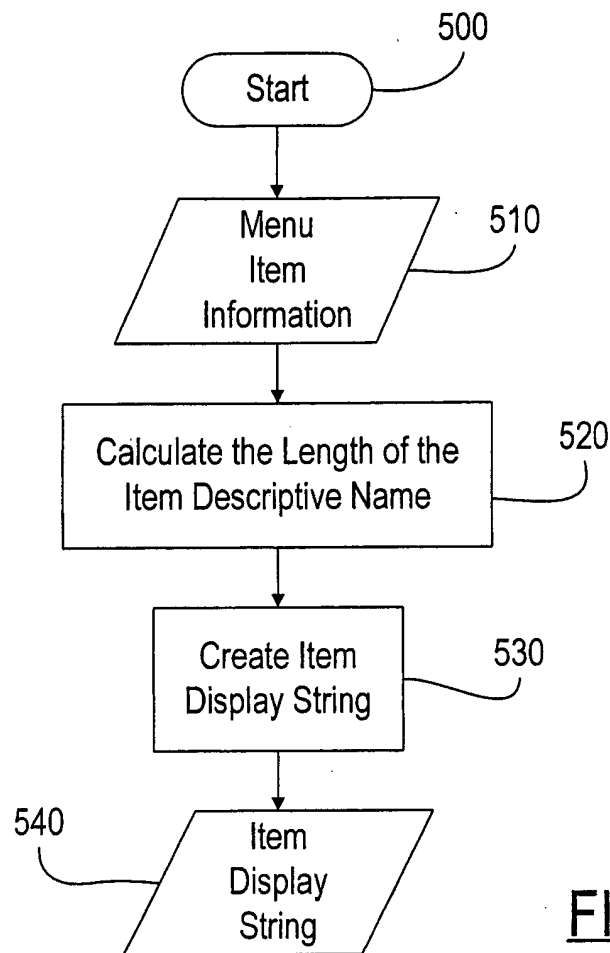 500
Start
Menu
Item
Information
510
Calculate the Length of the
Item Descriptive Name
520
Create Item
Display String
530
540
Item
Display
String